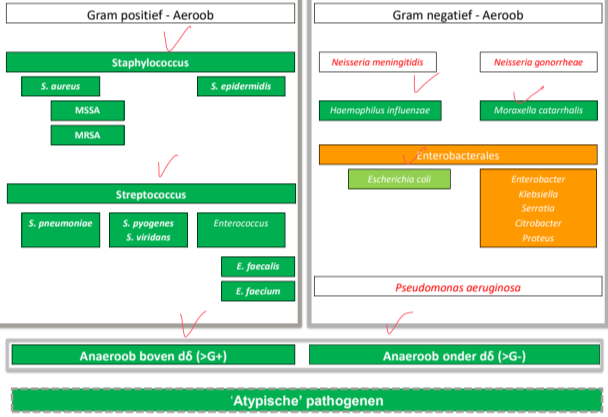 Gram positief - Aeroob
Staphylococcus
S. aureus
S. epidermidis
MSSA
MRSA
Streptococcus
S. pneumoniae
S. pyogenes
S. viridans
Enterococcus
E. faecalis
E. faecium
Gram negatief - Aeroob
Neisseria meningitidis
Neisseria gonorrheae
Haemophilus influenzae
Moraxella catarrhalis
Enterobacterales
Escherichia coli
Enterobacter
Klebsiella
Serratia
Citrobacter
Proteus
Pseudomonas aeruginosa
Anaeroob boven dδ (>G+)
Anaeroob onder dδ (>G-)
'Atypische' pathogenen